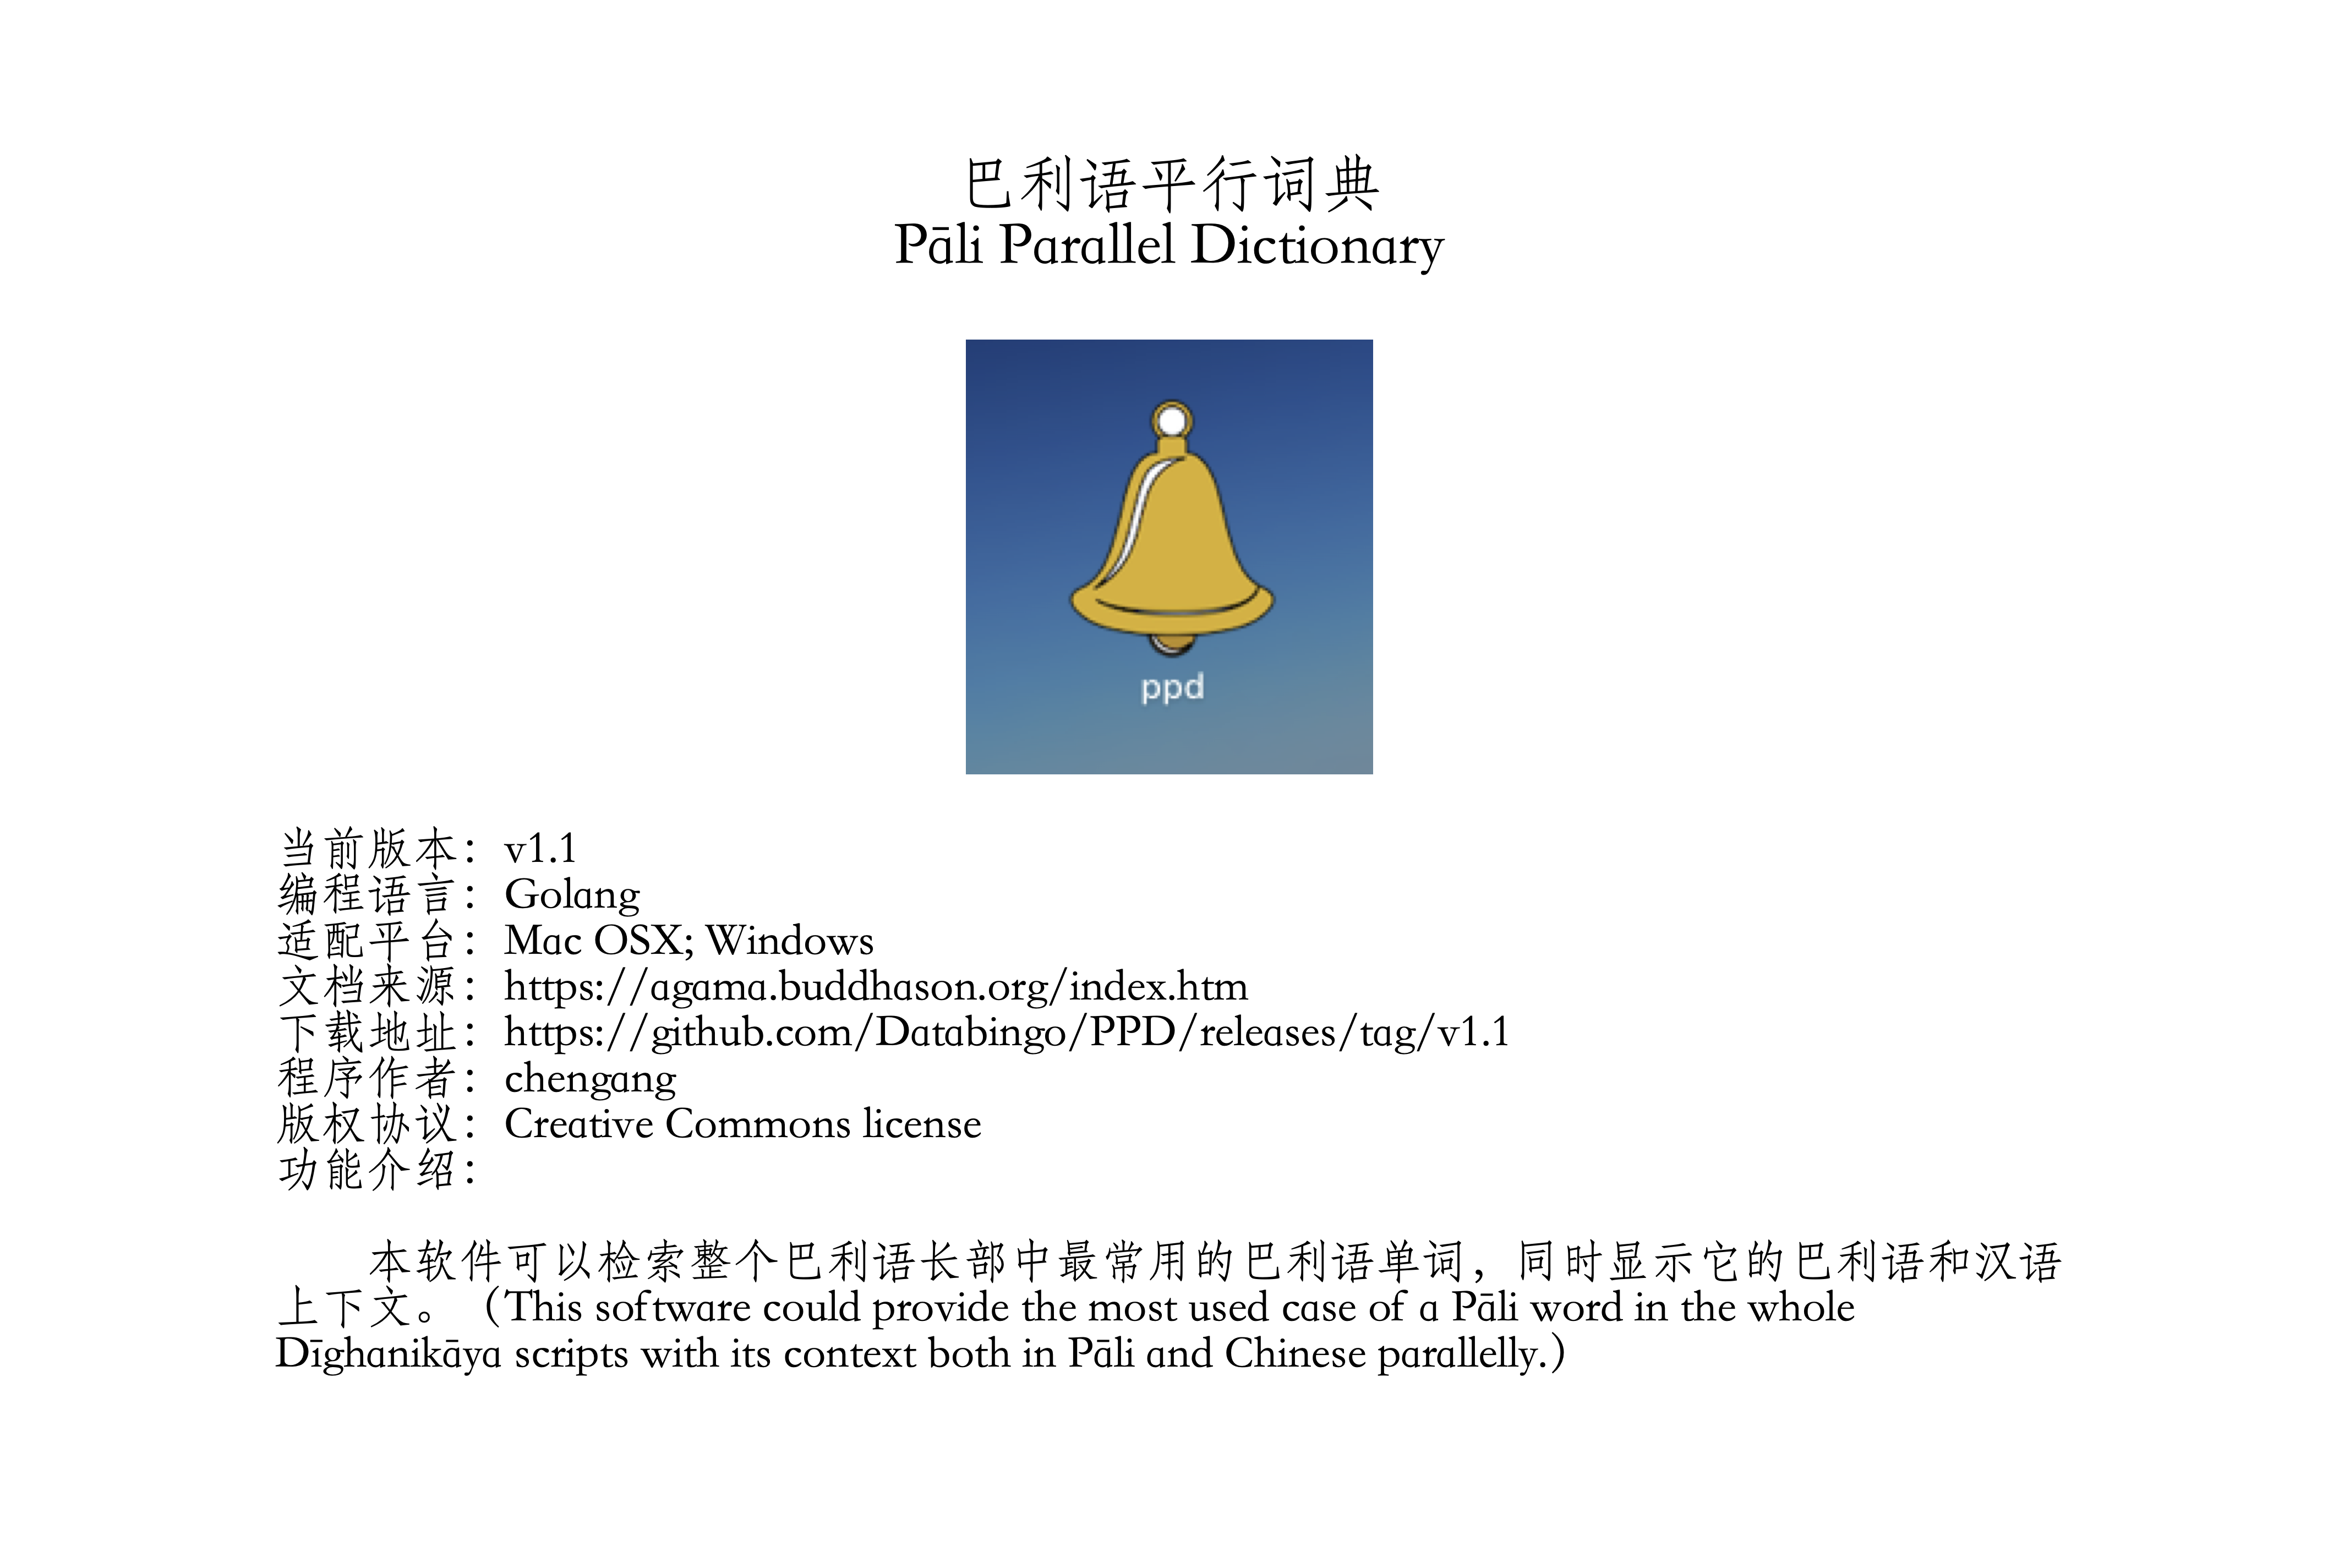 巴利语平行词典
Pāli Parallel Dictionary
ppd
当前版本：v1.1
编程语言：Golang
适配平台：Mac OSX; Windows
文档来源：https://agama.buddhason.org/index.htm
下载地址：https://github.com/Databingo/PPD/releases/tag/v1.1
程序作者：chengang
版权协议：Creative Commons license
功能介绍：
本软件可以检索整个巴利语长部中最常用的巴利语单词，同时显示它的巴利语和汉语
上下文。（This software could provide the most used case of a Pāli word in the whole
Dīghanikāya scripts with its context both in Pāli and Chinese parallelly.）